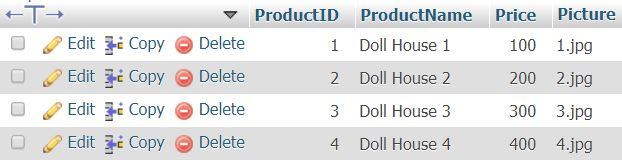 ProductID ProductName Price Picture
Edit Copy Delete 1 Doll House 1 100 1.jpg
Edit Copy Delete 2 Doll House 2 200 2.jpg
Edit Copy Delete 3 Doll House 3 300 3.jpg
Edit Copy Delete 4 Doll House 4 400 4.jpg